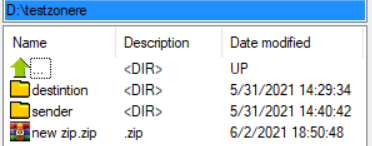 D:\testzonere
Name Description Date modified
... <DIR> UP
destintion <DIR> 5/31/2021 14:29:34
sender <DIR> 5/31/2021 14:40:42
new zip.zip .zip 6/2/2021 18:50:48